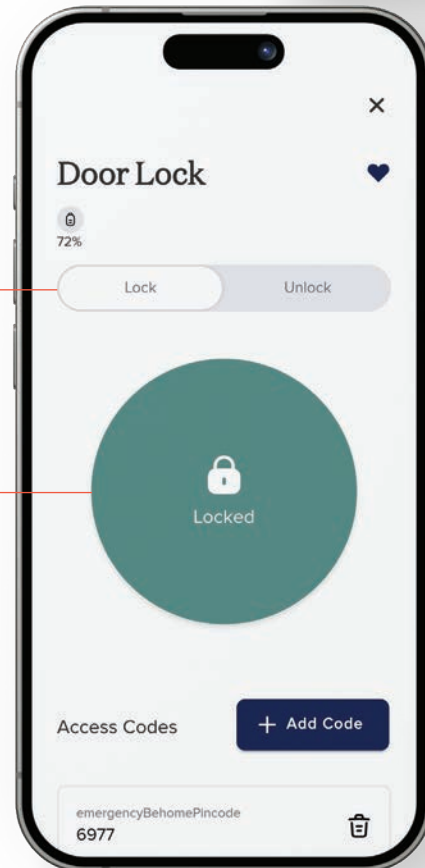 Door Lock
72%
Lock Unlock
Locked
Access Codes + Add Code
emergencyBehomePincode
6977